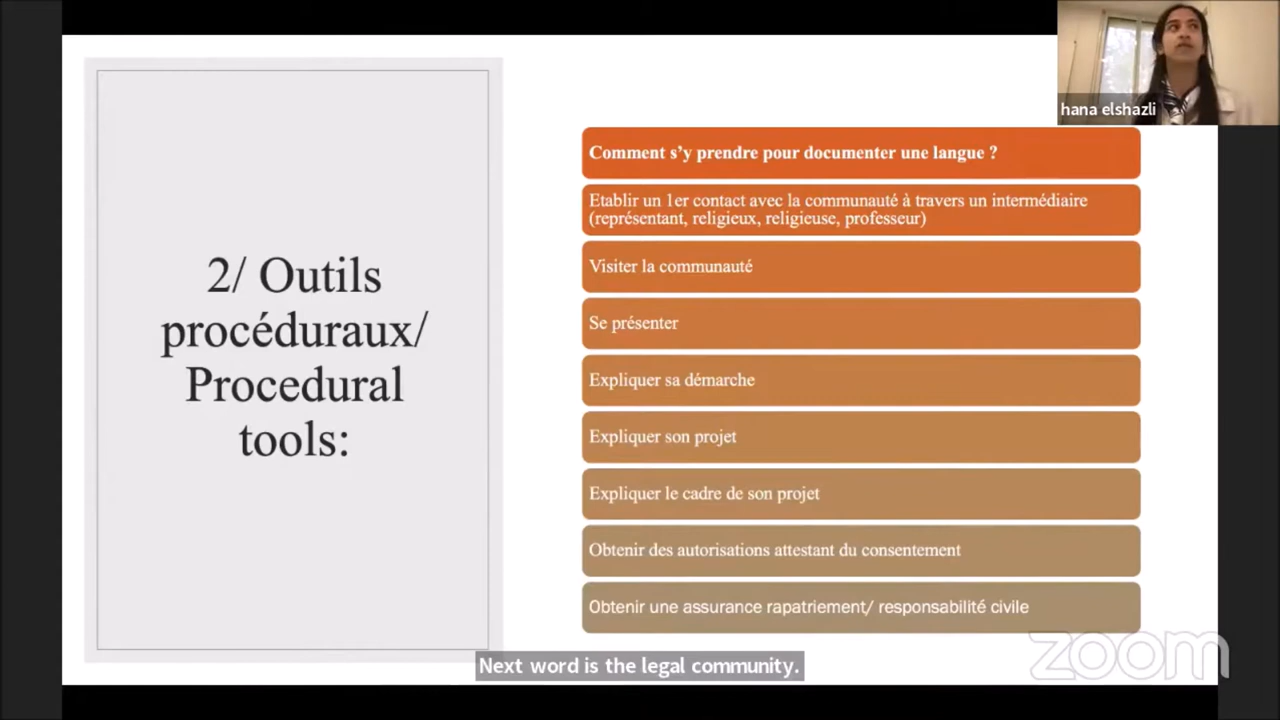 hana elshazli
2/ Outils
procéduraux/
Procedural
tools:
Comment s’y prendre pour documenter une langue ?
Etablir un 1er contact avec la communauté à travers un intermédiaire
(représentant, religieux, religieuse, professeur)
Visiter la communauté
Se présenter
Expliquer sa démarche
Expliquer son projet
Expliquer le cadre de son projet
Obtenir des autorisations attestant du consentement
Obtenir une assurance rapatriement/ responsabilité civile
zoom
Next word is the legal community.